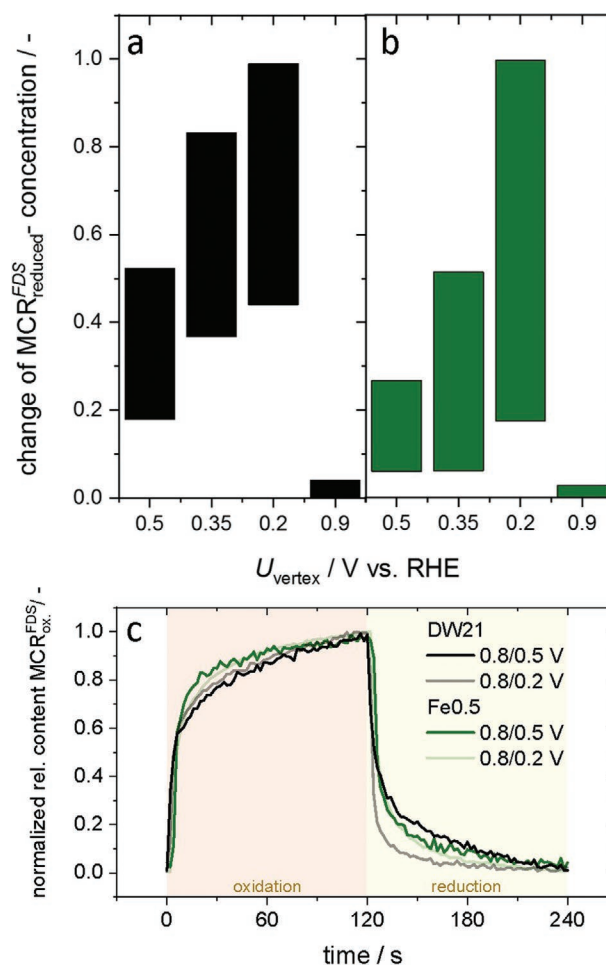 a
b
change of MCR^FDS_reduced- concentration / -
1.0
0.8
0.6
0.4
0.2
0.0
0.5 0.35 0.2 0.9 0.5 0.35 0.2 0.9
U_vertex / V vs. RHE
c
normalized rel. content MCR^FDS_ox. / -
1.0
0.8
0.6
0.4
0.2
0.0
DW21
0.8/0.5 V
0.8/0.2 V
Fe0.5
0.8/0.5 V
0.8/0.2 V
oxidation
reduction
0 60 120 180 240
time / s